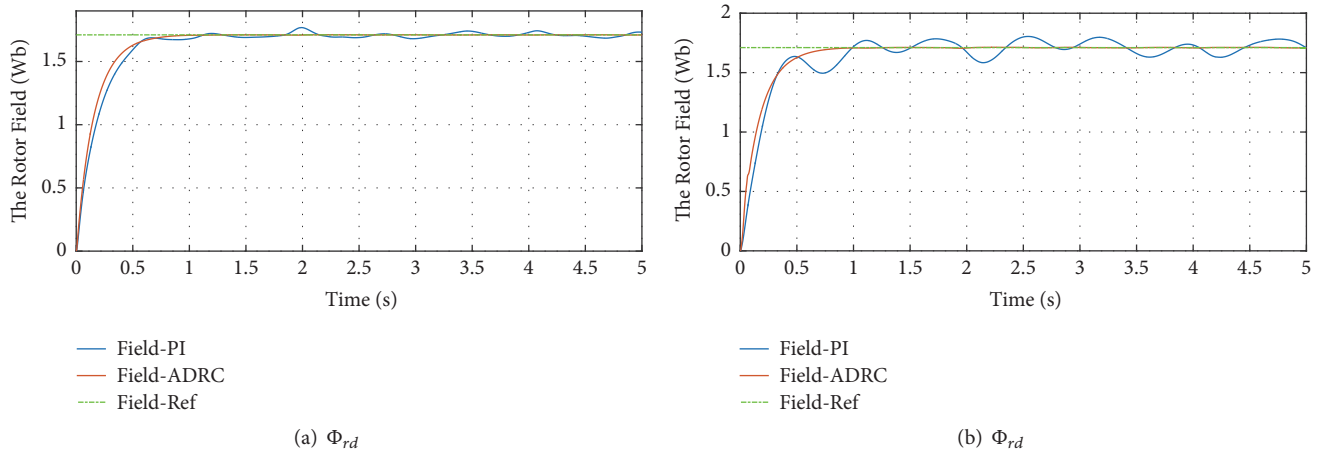 The Rotor Field (Wb)
1.5
1
1.5
0
0 0.5 1 1.5 2 2.5 3 3.5 4 4.5 5
Time (s)
Field-PI
Field-ADRC
Field-Ref
(a) Φrd
The Rotor Field (Wb)
2
1.5
1
0.5
0
0 0.5 1 1.5 2 2.5 3 3.5 4 4.5 5
Time (s)
Field-PI
Field-ADRC
Field-Ref
(b) Φrd